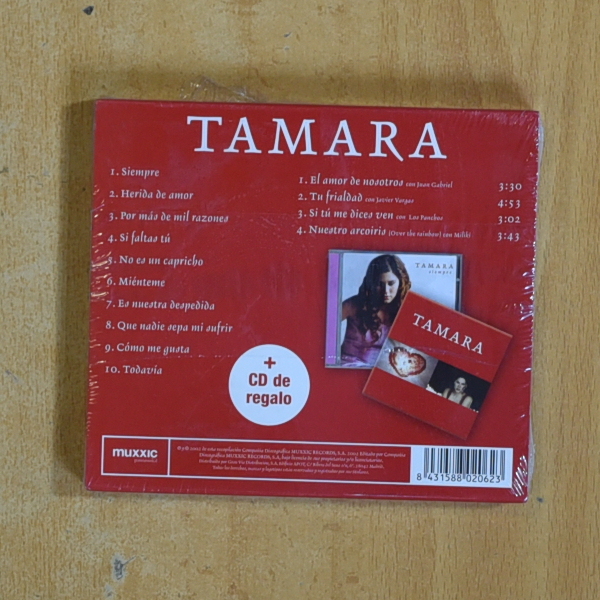 TAMARA
1. Siempre
2. Herida de amor
3. Por más de mil razones
4. Si faltas tú
5. No es un capricho
6. Miénteme
7. Es nuestra despedida
8. Que nadie sepa mi sufrir
9. Cómo me gusta
10. Todavía
1. El amor de nosotros con Juan Gabriel 3:30
2. Tu frialdad con Javier Vargas 4:53
3. Si tú me dices ven con Los Panchos 3:02
4. Nuestro arcoiris (Over the rainbow) con Miliki 3:43
TAMARA
siempre
TAMARA
+
CD de
regalo
muxxic
8 431588 020623